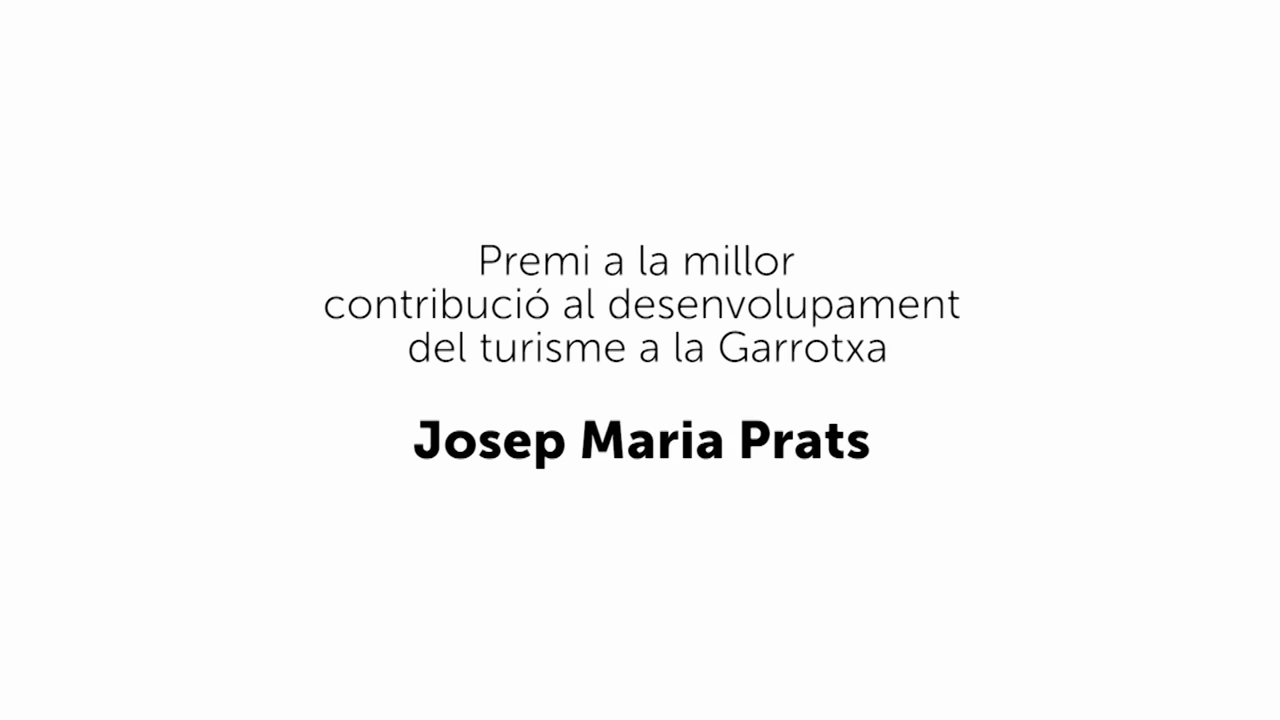 Premi a la millor
contribució al desenvolupament
del turisme a la Garrotxa
Josep Maria Prats